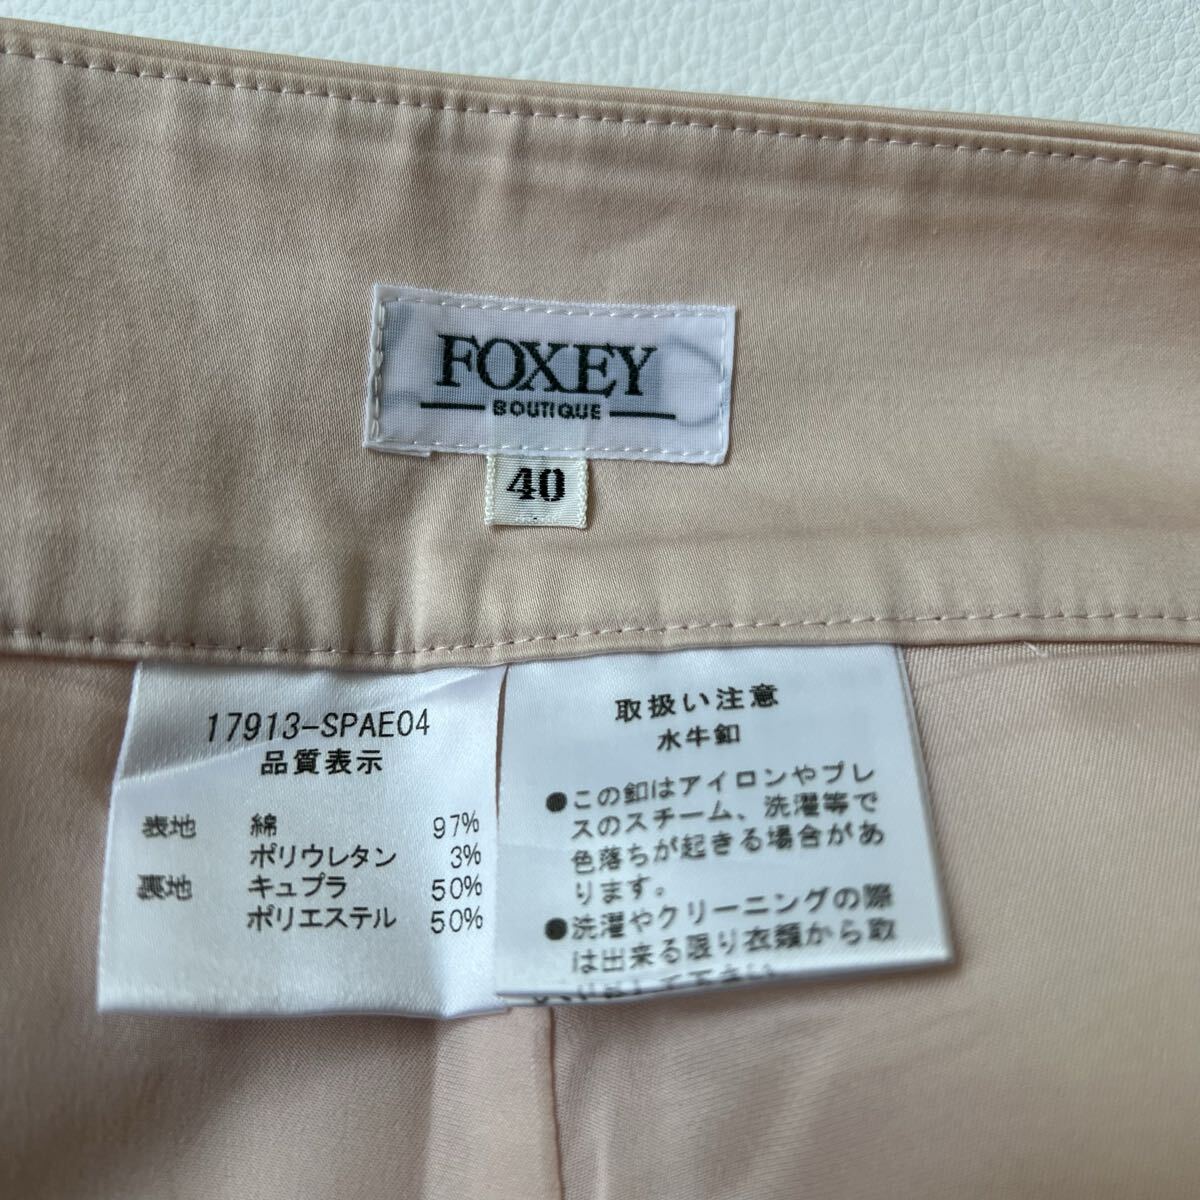 FOXEY
BOUTIQUE
40
17913-SPAE04
品質表示
表地 綿 97%
ポリウレタン 3%
裏地 キュプラ 50%
ポリエステル 50%
取扱い注意
水牛釦
●この釦はアイロンやプレ
スのスチーム、洗濯等で
色落ちが起きる場合があ
ります。
●洗濯やクリーニングの際
は出来る限り衣類から取